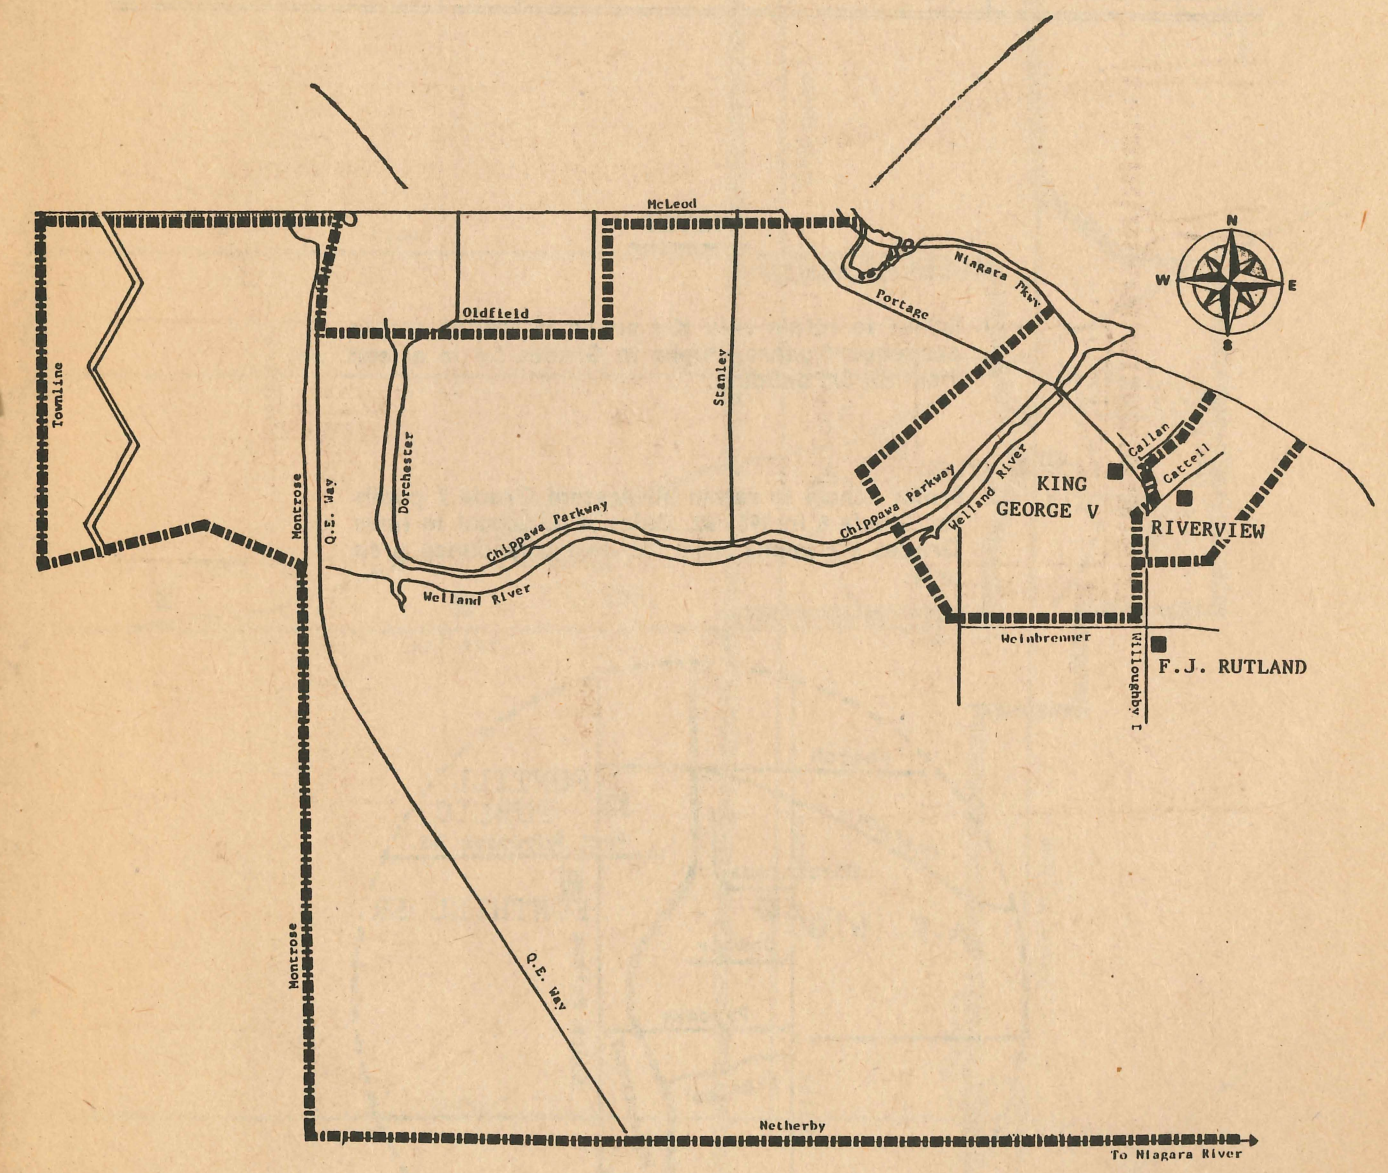 McLeod
N
W
E
S
Niagara Pkwy
Portage
Oldfield
Townline
Stanley
Dorchester
Montrose
Q.E. Way
Callan
Cattell
KING
GEORGE V
Chippawa Parkway
Chippawa Parkway
Welland River
RIVERVIEW
Welland River
Weinbrenner
Willoughby
F.J. RUTLAND
Montrose
Q.E. Way
Netherby
To Niagara River